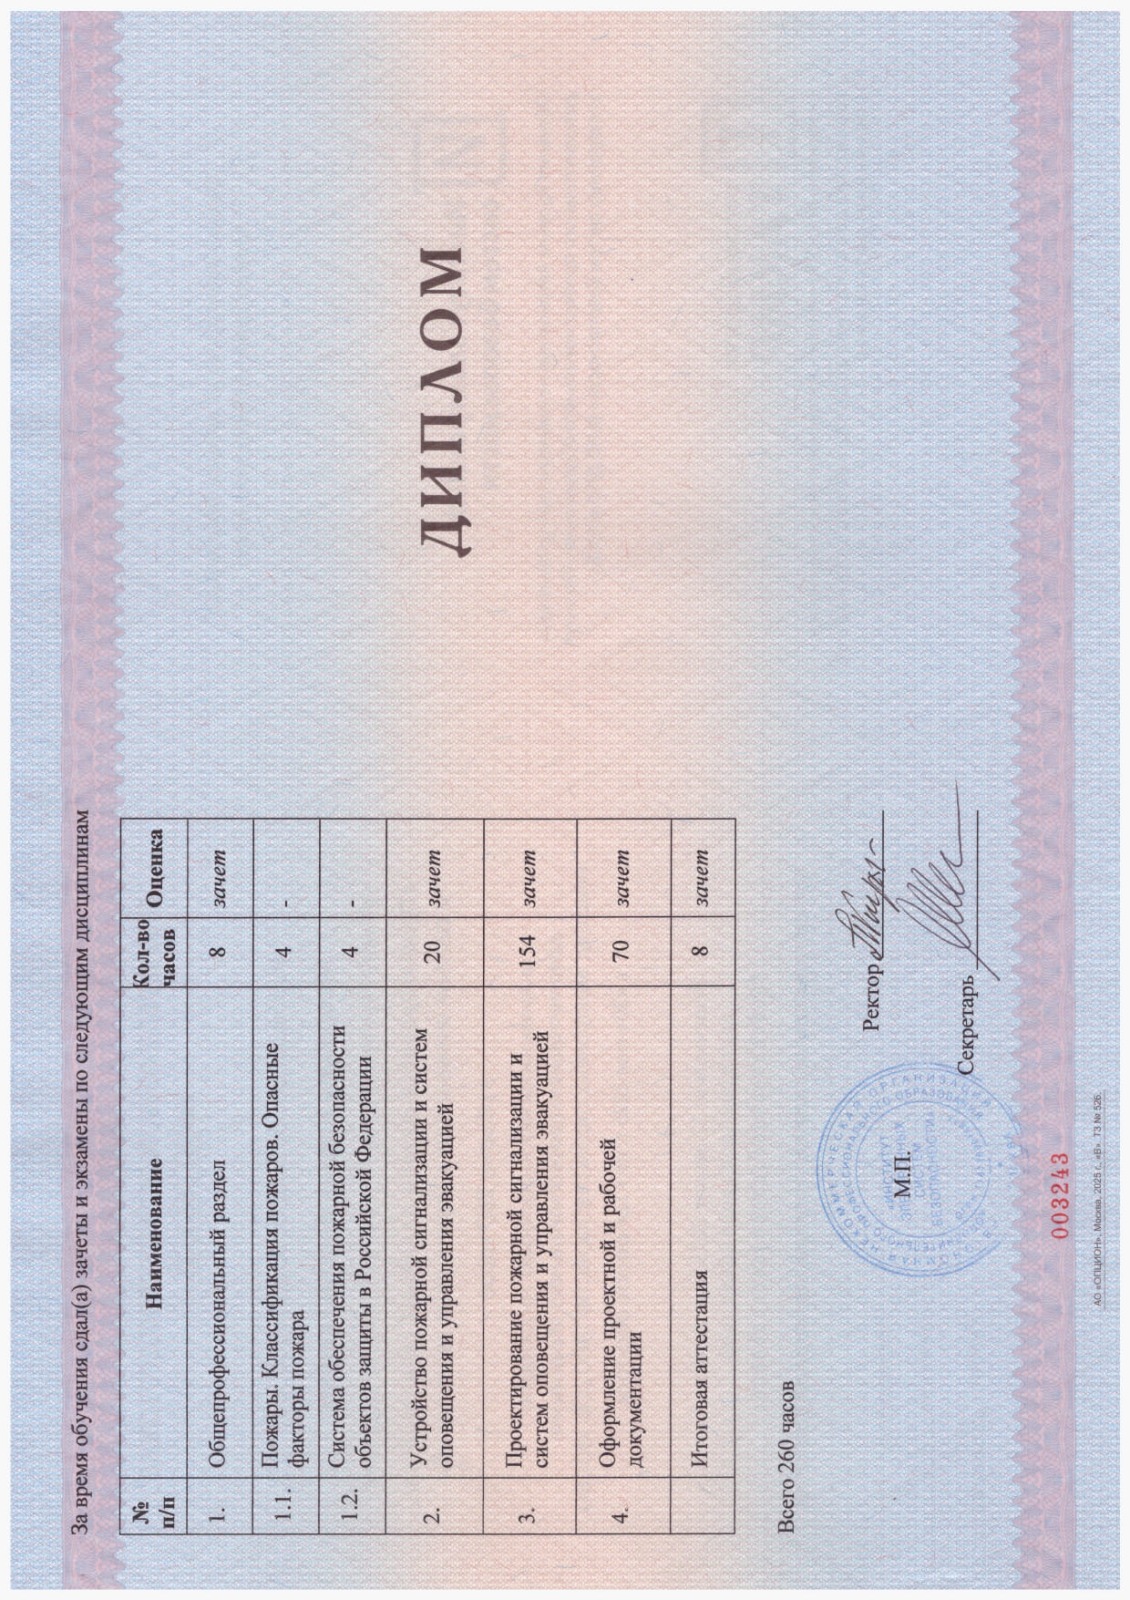 За время обучения сдал(а) зачеты и экзамены по следующим дисциплинам
№ п/п Наименование Кол-во часов Оценка
1. Общепрофессиональный раздел 8 зачет
1.1. Пожары. Классификация пожаров. Опасные
факторы пожара 4 -
1.2. Система обеспечения пожарной безопасности
объектов защиты в Российской Федерации 4 -
2. Устройство пожарной сигнализации и систем
оповещения и управления эвакуацией 20 зачет
3. Проектирование пожарной сигнализации и
систем оповещения и управления эвакуацией 154 зачет
4. Оформление проектной и рабочей
документации 70 зачет
Итоговая аттестация 8 зачет
Всего 260 часов
Ректор
М.П.
Секретарь
003243
АО «ОПЦИОН», Москва, 2025 г., «В». ТЗ № 526.
ДИПЛОМ